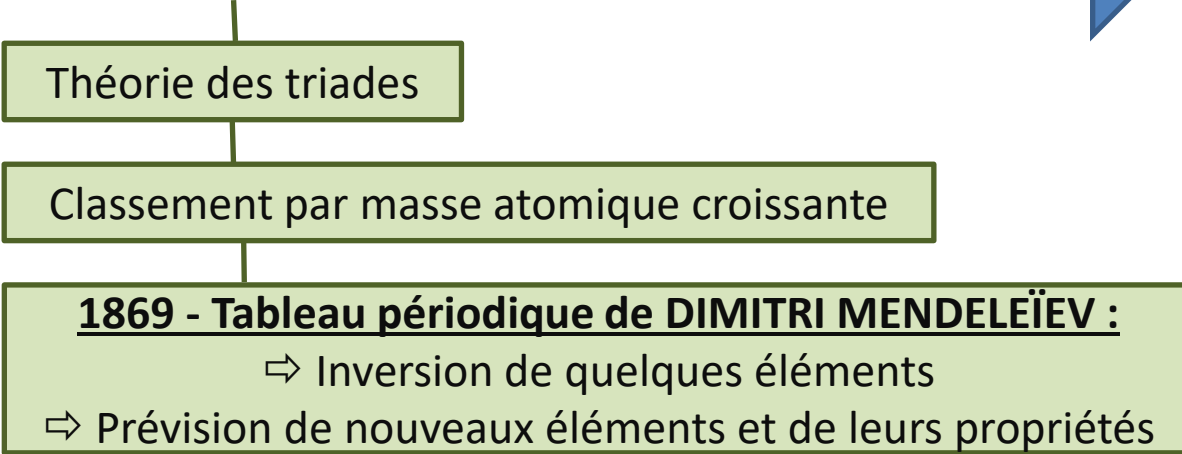 Théorie des triades
Classement par masse atomique croissante
1869 - Tableau périodique de DIMITRI MENDELEÏEV :
⇨ Inversion de quelques éléments
⇨ Prévision de nouveaux éléments et de leurs propriétés